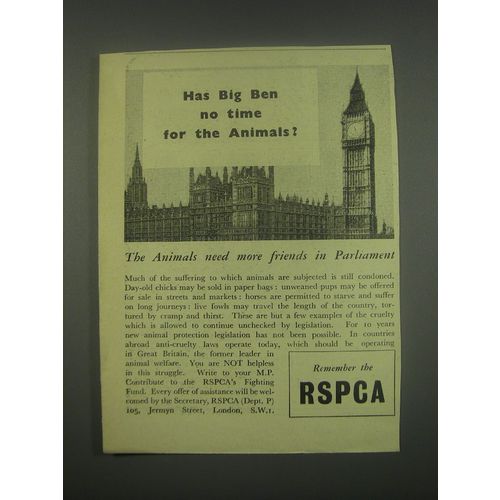 Has Big Ben
no time
for the Animals?
The Animals need more friends in Parliament
Much of the suffering to which animals are subjected is still condoned.
Day-old chicks may be sold in paper bags: unweaned pups may be offered
for sale in streets and markets: horses are permitted to starve and suffer
on long journeys: live fowls may travel the length of the country, tor-
tured by cramp and thirst. These are but a few examples of the cruelty
which is allowed to continue unchecked by legislation. For 10 years
new animal protection legislation has not been possible. In countries
abroad anti-cruelty laws operate today, which should be operating
in Great Britain, the former leader in
animal welfare. You are NOT helpless
in this struggle. Write to your M.P.
Contribute to the RSPCA's Fighting
Fund. Every offer of assistance will be wel-
comed by the Secretary, RSPCA (Dept. P)
105, Jermyn Street, London, S.W.1.
Remember the
RSPCA